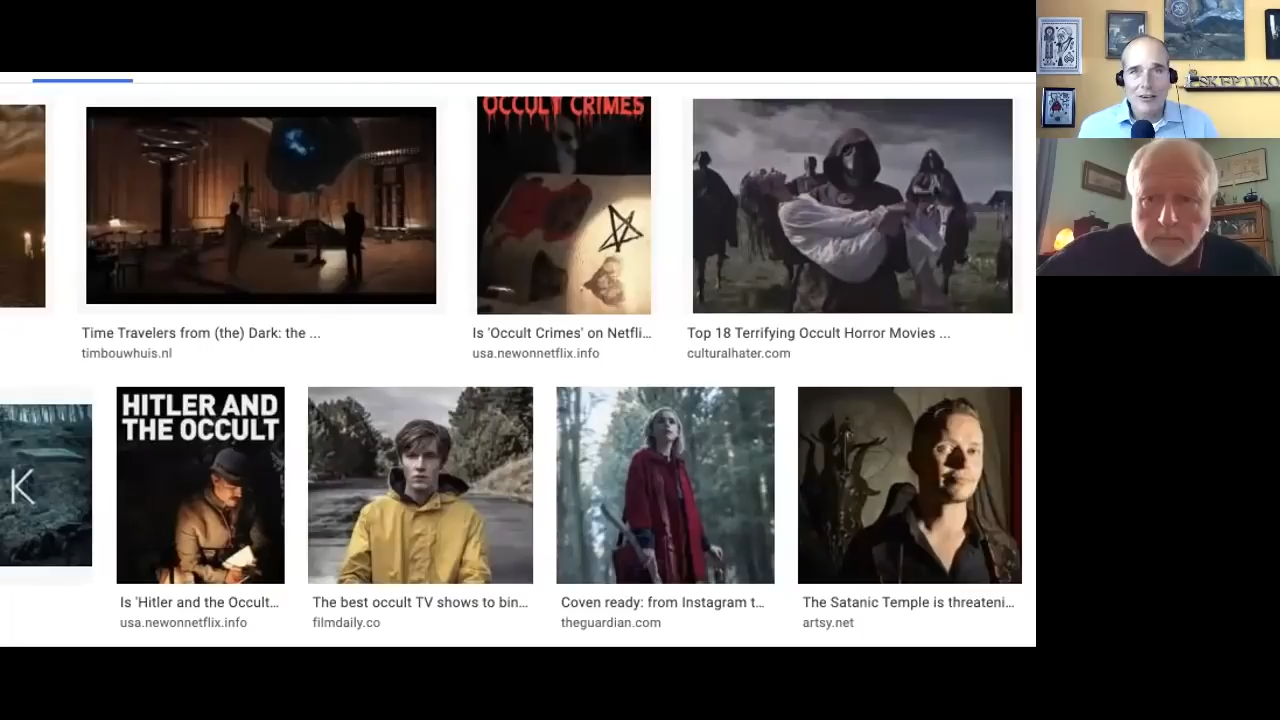 SKEPTIKO
OCCULT CRIMES
Time Travelers from (the) Dark: the ...
timbouwhuis.nl
Is 'Occult Crimes' on Netfli...
usa.newonnetflix.info
Top 18 Terrifying Occult Horror Movies ...
culturalhater.com
K
HITLER AND
THE OCCULT
Is 'Hitler and the Occult...
usa.newonnetflix.info
The best occult TV shows to bin...
filmdaily.co
Coven ready: from Instagram t...
theguardian.com
The Satanic Temple is threateni...
artsy.net